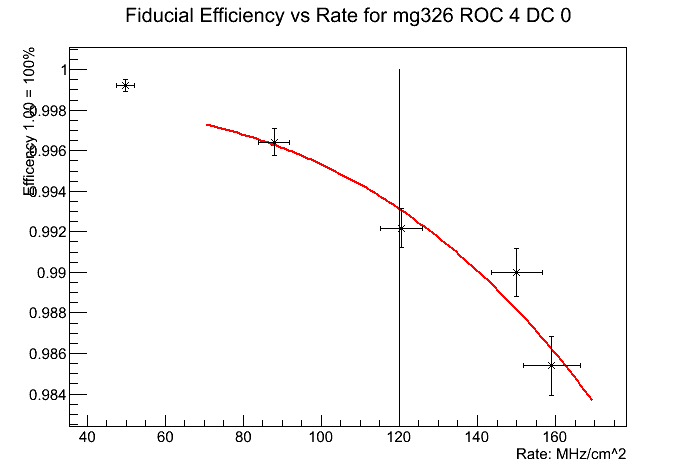 Fiducial Efficiency vs Rate for mg326 ROC 4 DC 0
Efficency 1.00 = 100%
1
0.998
0.996
0.994
0.992
0.99
0.988
0.986
0.984
40 60 80 100 120 140 160
Rate: MHz/cm^2